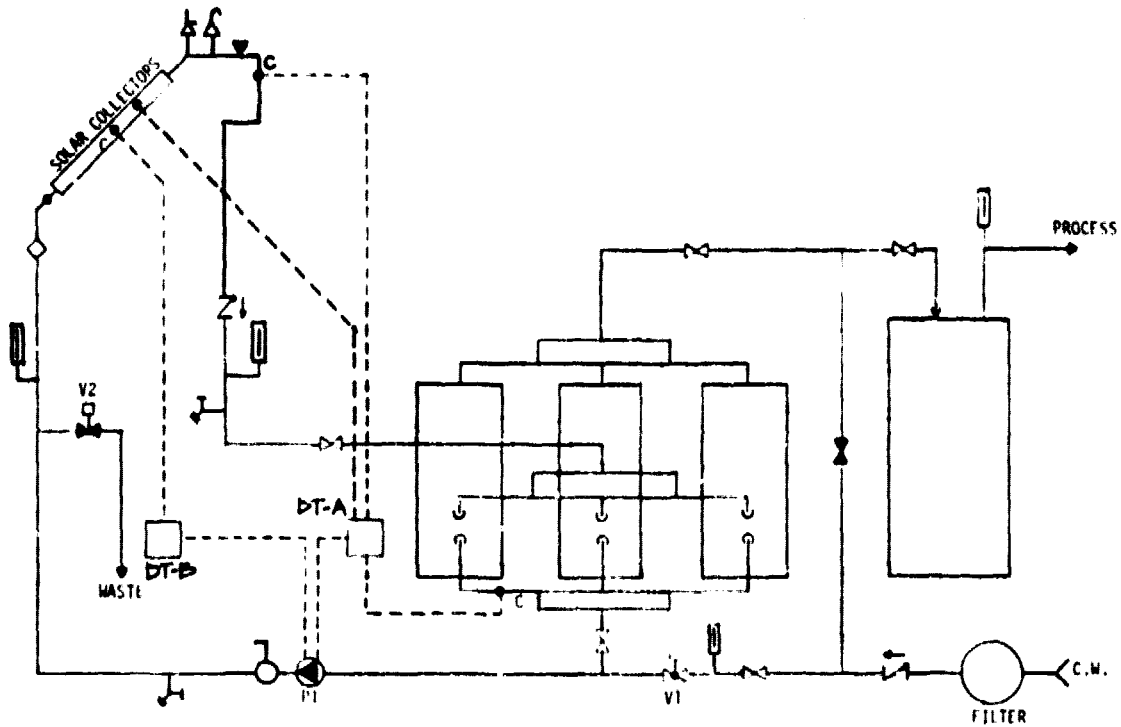 C
SOLAR COLLECTORS
C
PROCESS
V2
DT-A
DT-B
WASTE
C
P1
V1
C.W.
FILTER